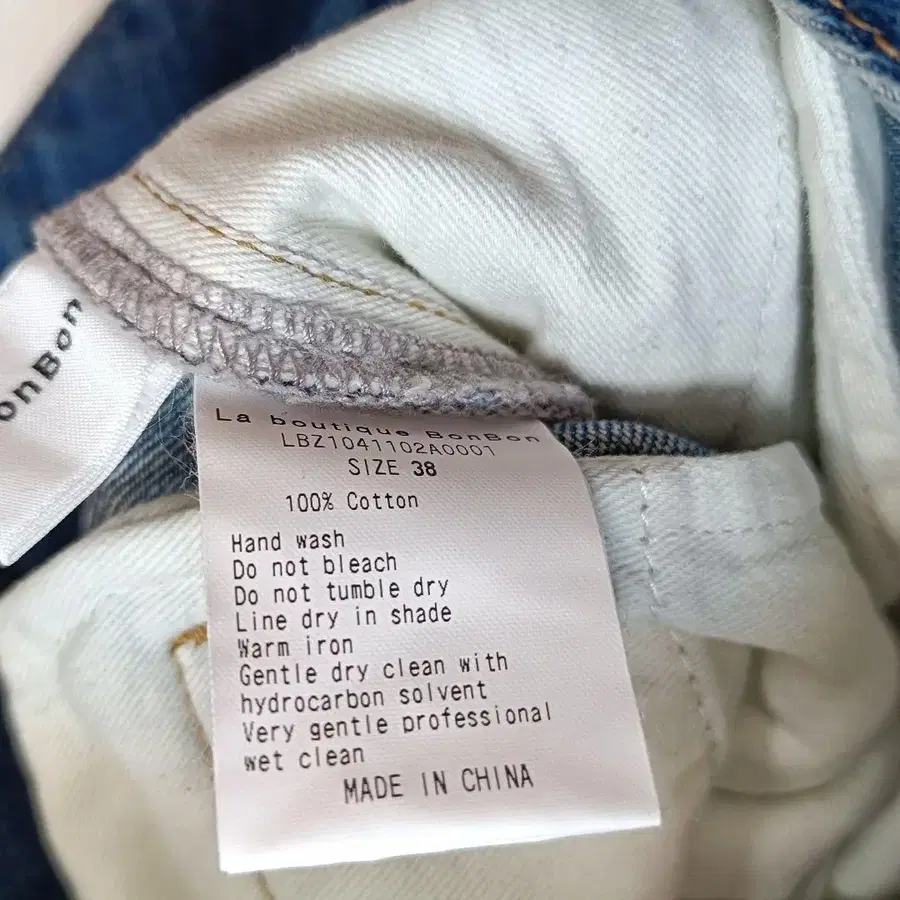 onBon
La boutique BonBon
LBZ1041102A0001
SIZE 38
100% Cotton
Hand wash
Do not bleach
Do not tumble dry
Line dry in shade
Warm iron
Gentle dry clean with
hydrocarbon solvent
Very gentle professional
wet clean
MADE IN CHINA